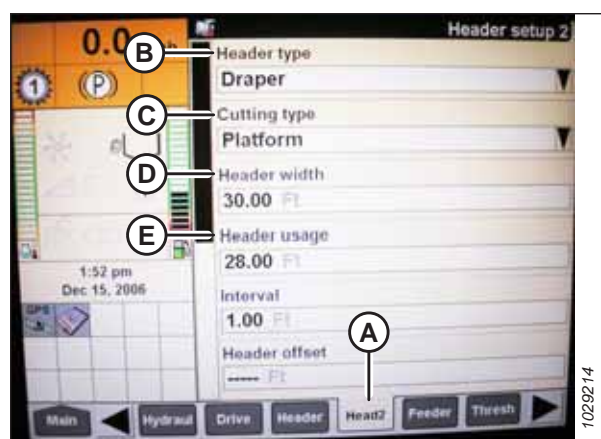 Header setup 2
0.0
B
Header type
Draper
1
(P)
C
Cutting type
Platform
D
Header width
30.00 Ft
E
Header usage
28.00 Ft
1:52 pm
Dec 15, 2006
Interval
1.00 Ft
GPS
A
Header offset
----- Ft
Main
Hydraul
Drive
Header
Head2
Feeder
Thresh
1029214